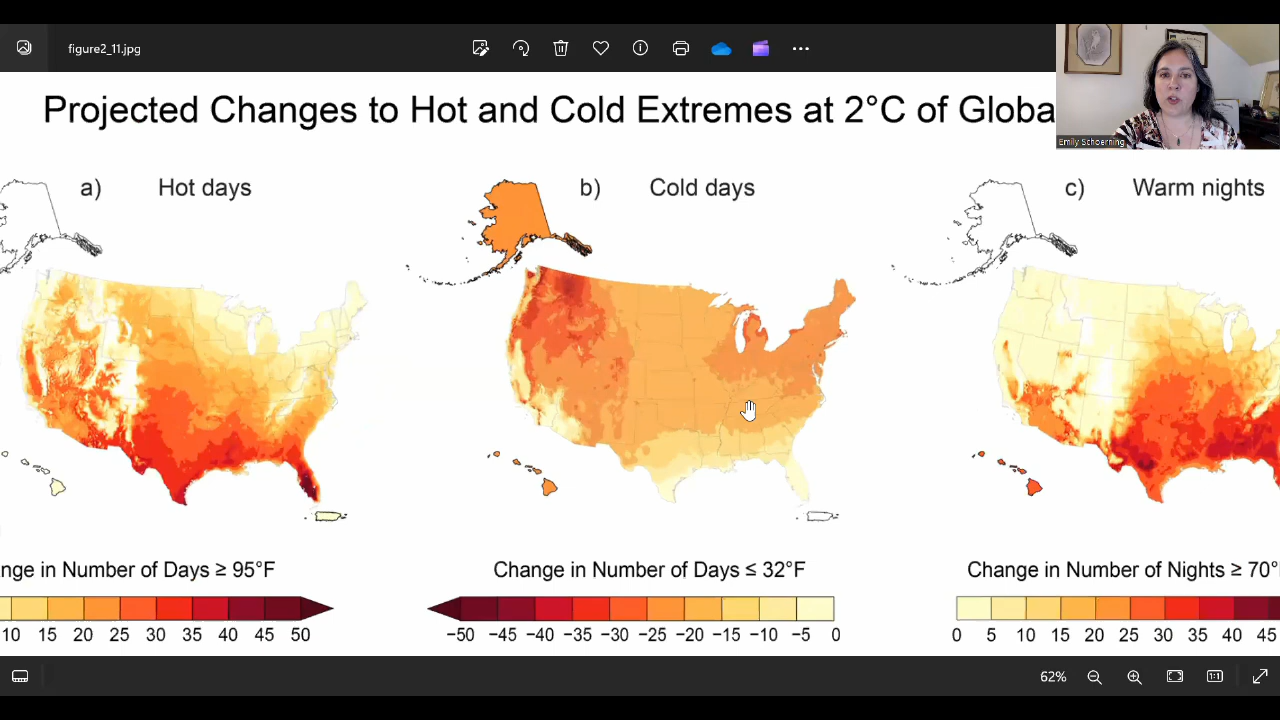 figure2_11.jpg
Projected Changes to Hot and Cold Extremes at 2°C of Globa
Emily Schoerning
a) Hot days
b) Cold days
c) Warm nights
nge in Number of Days ≥ 95°F
10 15 20 25 30 35 40 45 50
Change in Number of Days ≤ 32°F
−50 −45 −40 −35 −30 −25 −20 −15 −10 −5 0
Change in Number of Nights ≥ 70°F
0 5 10 15 20 25 30 35 40 45
62%
1:1